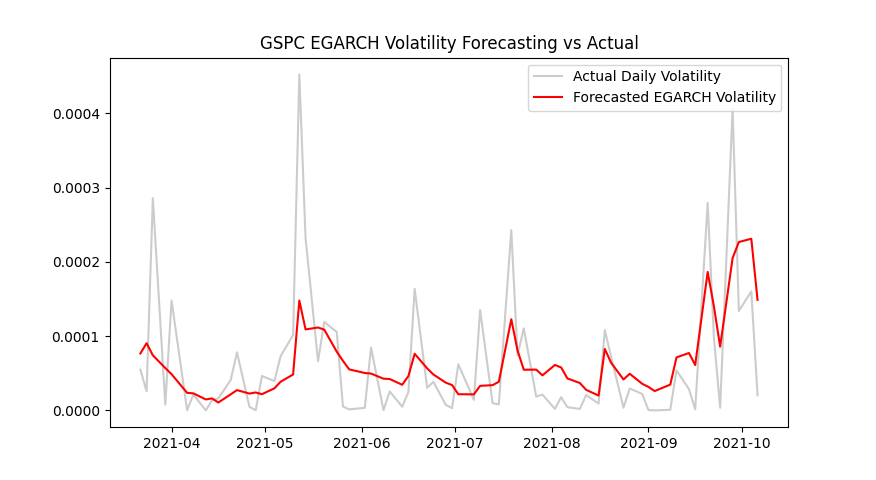 GSPC EGARCH Volatility Forecasting vs Actual
Actual Daily Volatility
Forecasted EGARCH Volatility
0.0004
0.0003
0.0002
0.0001
0.0000
2021-04 2021-05 2021-06 2021-07 2021-08 2021-09 2021-10